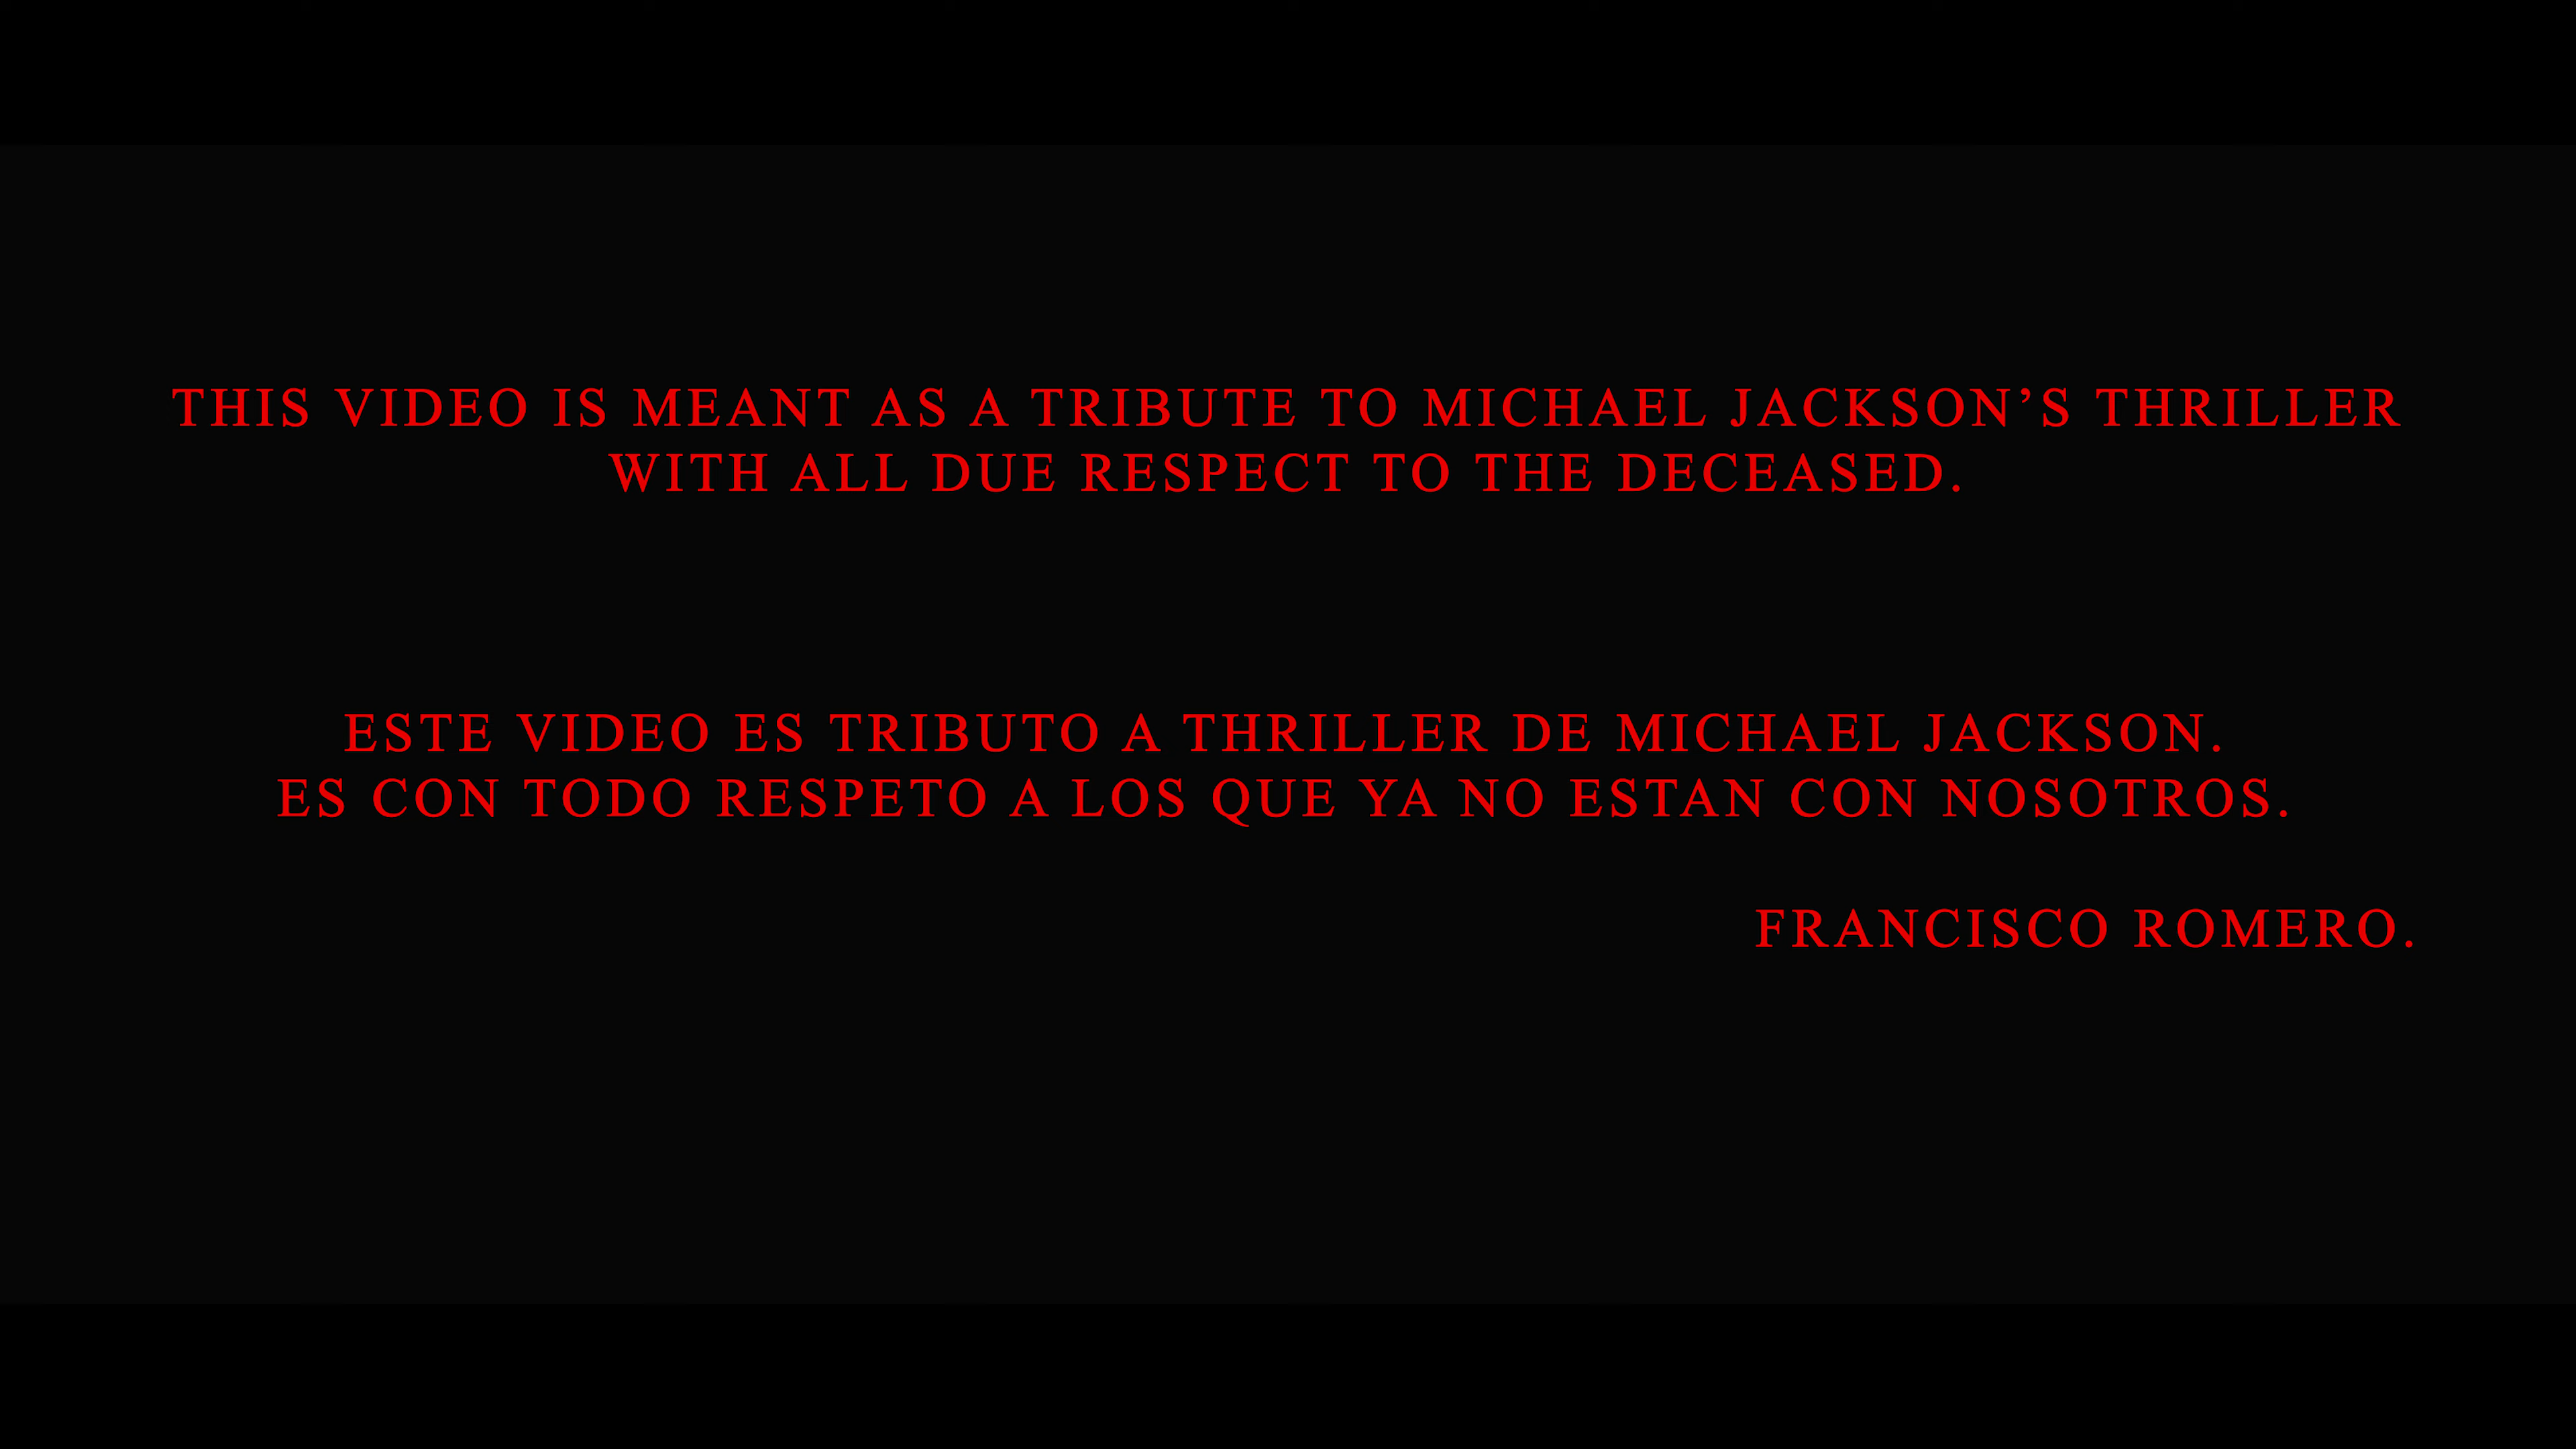 THIS VIDEO IS MEANT AS A TRIBUTE TO MICHAEL JACKSON’S THRILLER
WITH ALL DUE RESPECT TO THE DECEASED.
ESTE VIDEO ES TRIBUTO A THRILLER DE MICHAEL JACKSON.
ES CON TODO RESPETO A LOS QUE YA NO ESTAN CON NOSOTROS.
FRANCISCO ROMERO.